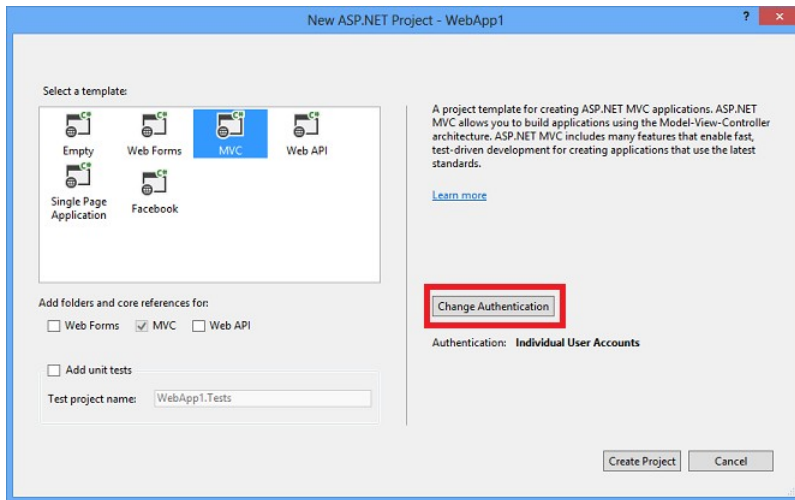 New ASP.NET Project - WebApp1
?
x
Select a template:
C# C# C# C#
Empty Web Forms MVC Web API
C# C#
Single Page
Application
Facebook
A project template for creating ASP.NET MVC applications. ASP.NET
MVC allows you to build applications using the Model-View-Controller
architecture. ASP.NET MVC includes many features that enable fast,
test-driven development for creating applications that use the latest
standards.
Learn more
Add folders and core references for:
Web Forms MVC Web API
Add unit tests
Test project name: WebApp1.Tests
Change Authentication
Authentication: Individual User Accounts
Create Project Cancel